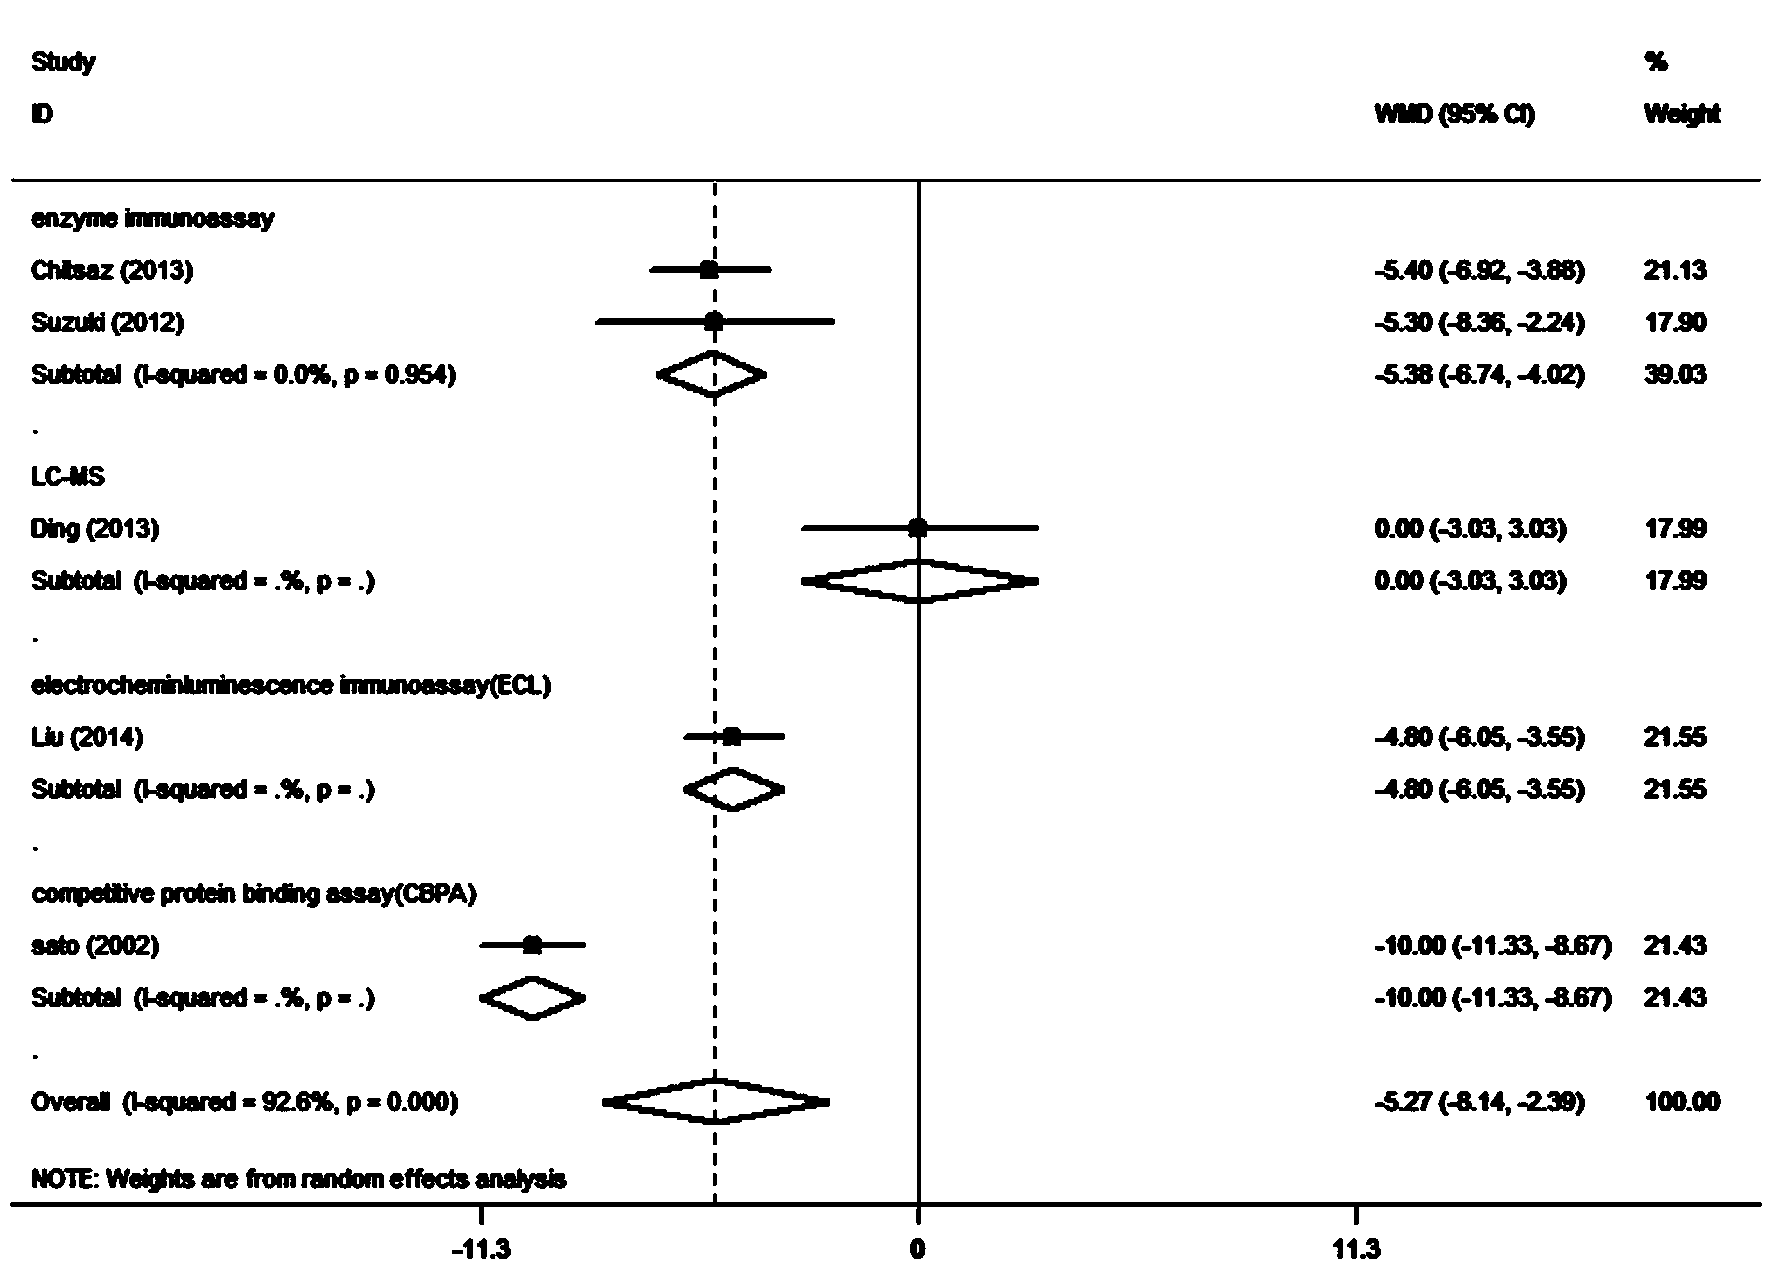 Study %
ID WMD (95% CI) Weight
enzyme immunoassay
Chitsaz (2013) -5.40 (-6.92, -3.88) 21.13
Suzuki (2012) -5.30 (-8.36, -2.24) 17.90
Subtotal (I-squared = 0.0%, p = 0.954) -5.38 (-6.74, -4.02) 39.03
.
LC-MS
Ding (2013) 0.00 (-3.03, 3.03) 17.99
Subtotal (I-squared = .%, p = .) 0.00 (-3.03, 3.03) 17.99
.
electrocheminluminescence immunoassay(ECL)
Liu (2014) -4.80 (-6.05, -3.55) 21.55
Subtotal (I-squared = .%, p = .) -4.80 (-6.05, -3.55) 21.55
.
competitive protein binding assay(CBPA)
sato (2002) -10.00 (-11.33, -8.67) 21.43
Subtotal (I-squared = .%, p = .) -10.00 (-11.33, -8.67) 21.43
.
Overall (I-squared = 92.6%, p = 0.000) -5.27 (-8.14, -2.39) 100.00
NOTE: Weights are from random effects analysis
-11.3 0 11.3